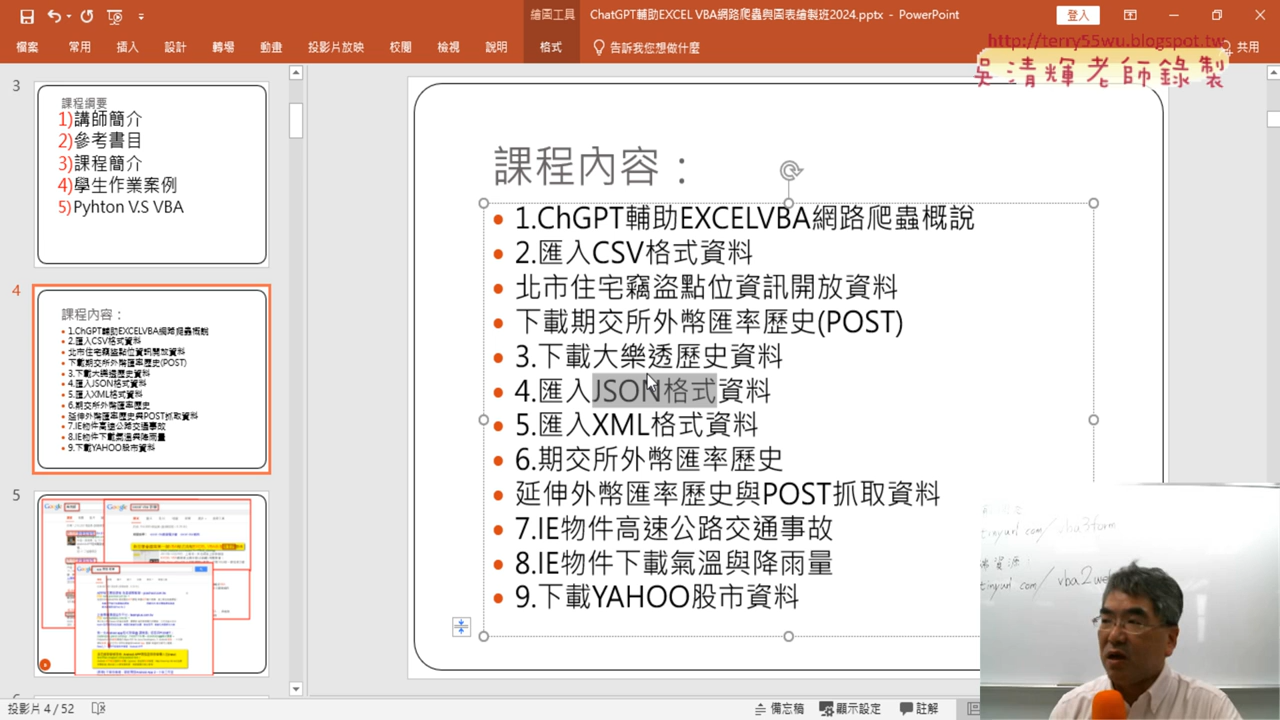 繪圖工具
ChatGPT輔助EXCEL VBA網路爬蟲與圖表繪製班2024.pptx - PowerPoint
登入
檔案 常用 插入 設計 轉場 動畫 投影片放映 校閱 檢視 說明 格式 告訴我您想做什麼 共用
http://terry55wu.blogspot.tw
吳清輝老師錄製
3
課程綱要
1)講師簡介
2)參考書目
3)課程簡介
4)學生作業案例
5)Pyhton V.S VBA
4
課程內容：
1.ChGPT輔助EXCELVBA網路爬蟲概說
2.匯入CSV格式資料
北市住宅竊盜點位資訊開放資料
下載期交所外幣匯率歷史(POST)
3.下載大樂透歷史資料
4.匯入JSON格式資料
5.匯入XML格式資料
6.期交所外幣匯率歷史
延伸外幣匯率歷史與POST抓取資料
7.IE物件高速公路交通事故
8.IE物件下載氣溫與降雨量
9.下載YAHOO股市資料
5
課程內容：
1.ChGPT輔助EXCELVBA網路爬蟲概說
2.匯入CSV格式資料
北市住宅竊盜點位資訊開放資料
下載期交所外幣匯率歷史(POST)
3.下載大樂透歷史資料
4.匯入JSON格式資料
5.匯入XML格式資料
6.期交所外幣匯率歷史
延伸外幣匯率歷史與POST抓取資料
7.IE物件高速公路交通事故
8.IE物件下載氣溫與降雨量
9.下載YAHOO股市資料
tinyurl.com/
tinyurl.com/vba2we
投影片 4 / 52
備忘稿 顯示設定 註解